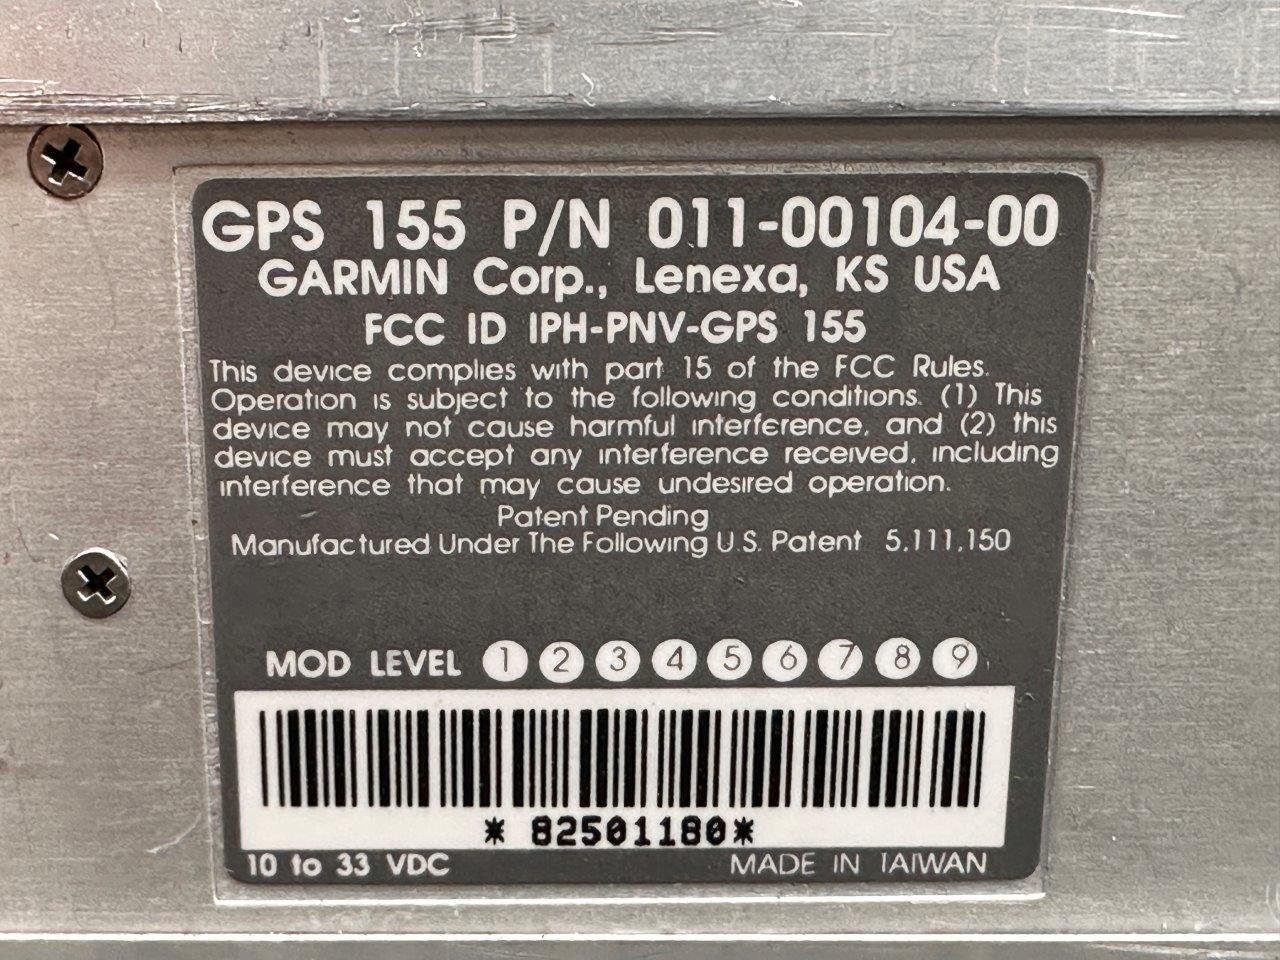 GPS 155 P/N 011-00104-00
GARMIN Corp., Lenexa, KS USA
FCC ID IPH-PNV-GPS 155
This device complies with part 15 of the FCC Rules.
Operation is subject to the following conditions. (1) This
device may not cause harmful interference, and (2) this
device must accept any interference received, including
interference that may cause undesired operation.
Patent Pending
Manufactured Under The Following U.S. Patent 5,111,150
MOD LEVEL 1 2 3 4 5 6 7 8 9
* 82501180*
10 to 33 VDC MADE IN TAIWAN